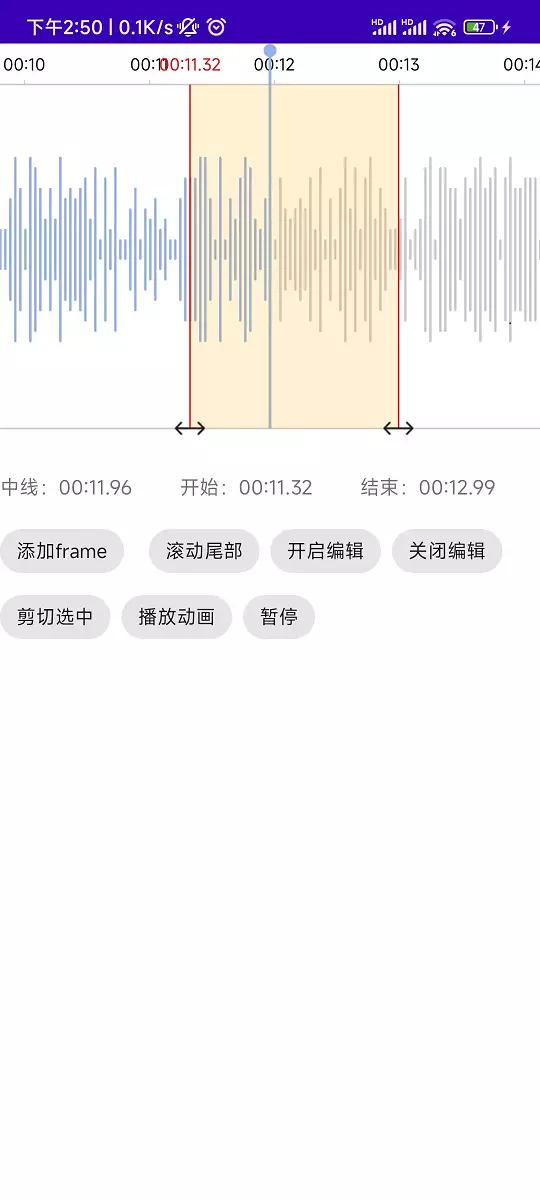 下午2:50 | 0.1K/s HD HD 6 47
00:10 00:11 00:11.32 00:12 00:13 00:14
中线：00:11.96 开始：00:11.32 结束：00:12.99
添加frame 滚动尾部 开启编辑 关闭编辑
剪切选中 播放动画 暂停